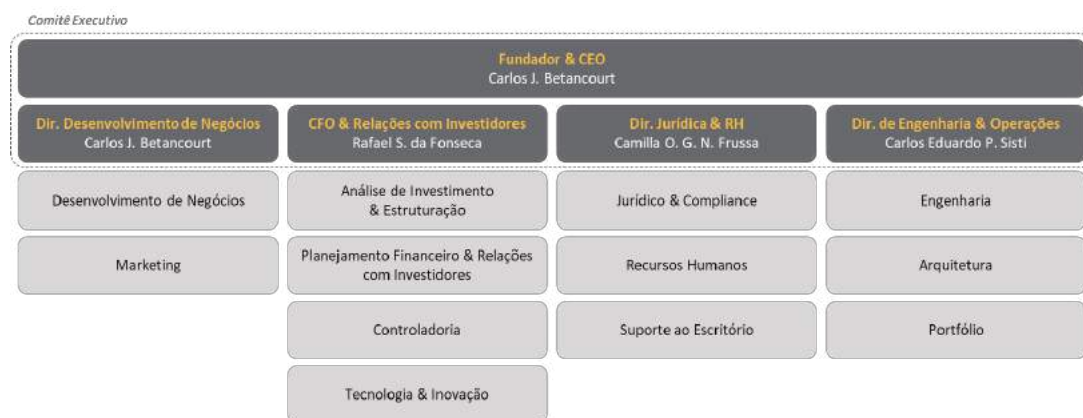 Comitê Executivo
Fundador & CEO
Carlos J. Betancourt
Dir. Desenvolvimento de Negócios
Carlos J. Betancourt
Desenvolvimento de Negócios
Marketing
CFO & Relações com Investidores
Rafael S. da Fonseca
Análise de Investimento
& Estruturação
Planejamento Financeiro & Relações
com Investidores
Controladoria
Tecnologia & Inovação
Dir. Jurídica & RH
Camilla O. G. N. Frussa
Jurídico & Compliance
Recursos Humanos
Suporte ao Escritório
Dir. de Engenharia & Operações
Carlos Eduardo P. Sisti
Engenharia
Arquitetura
Portfólio